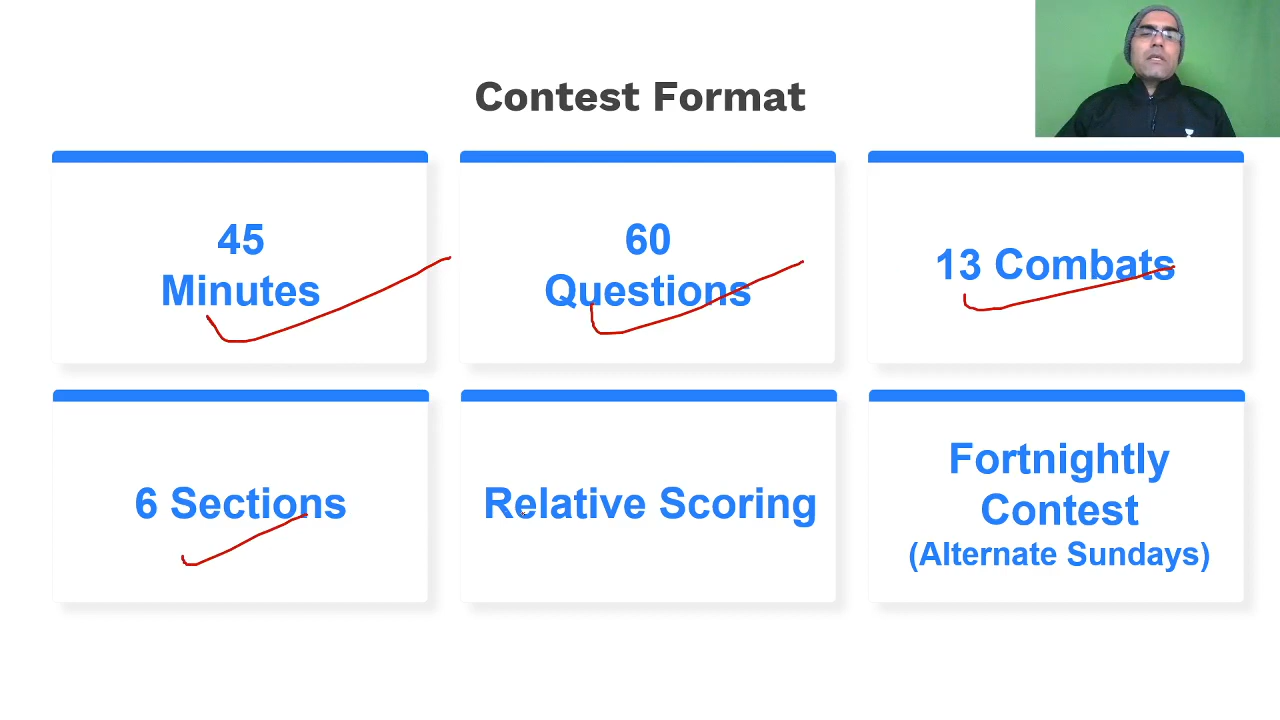 Contest Format
45
Minutes
60
Questions
13 Combats
6 Sections
Relative Scoring
Fortnightly
Contest
(Alternate Sundays)